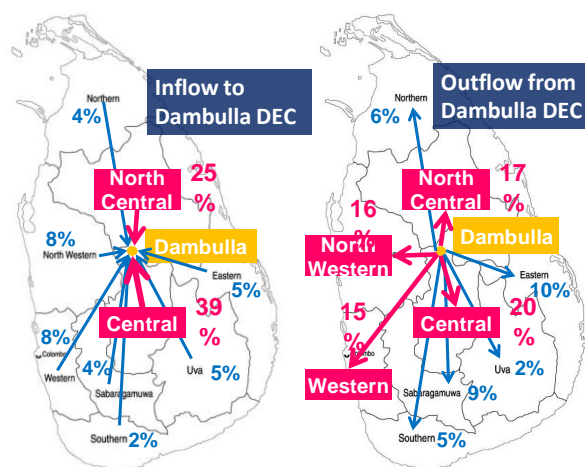 Inflow to
Dambulla DEC
Northern
4%
North
Central
25
%
8%
North Western
Dambulla
Eastern
5%
39
%
Central
8%
Colombo
Western
4%
Sabaragamuwa
Uva
5%
Southern
2%
Outflow from
Dambulla DEC
Northern
6%
North
Central
17
%
16
%
North
Western
Dambulla
Eastern
10%
15
%
Central
20
%
Western
Uva
2%
Sabaragamuwa
9%
Southern
5%